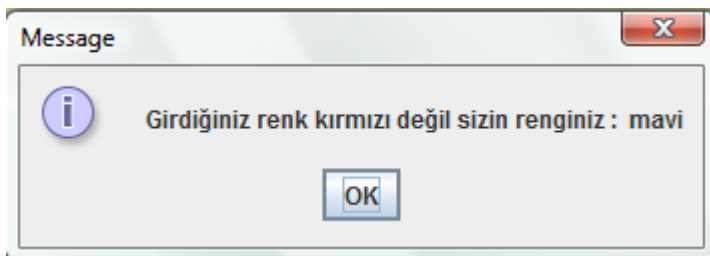 Message
Girdiğiniz renk kırmızı değil sizin renginiz : mavi
OK